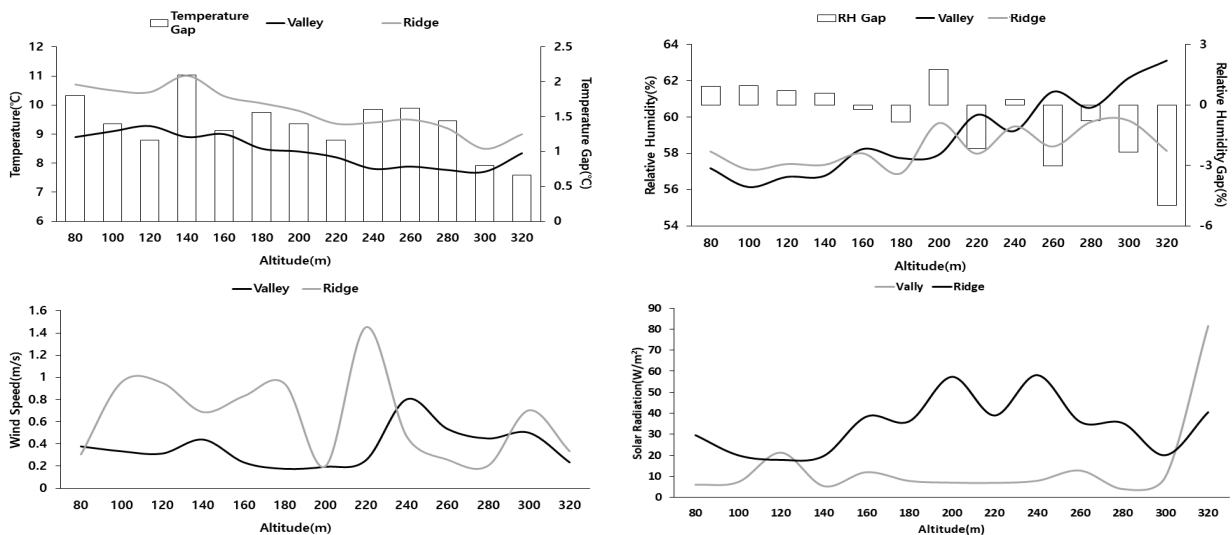 Temperature Gap Valley Ridge
Temperature(℃)
12
11
10
9
8
7
6
2.5
2
1.5
1
0.5
0
Temperature Gap(℃)
80 100 120 140 160 180 200 220 240 260 280 300 320
Altitude(m)
RH Gap Valley Ridge
Relative Humidity(%)
64
62
60
58
56
54
3
0
-3
-6
Relative Humidity Gap(%)
80 100 120 140 160 180 200 220 240 260 280 300 320
Altitude(m)
Valley Ridge
Wind Speed(m/s)
1.6
1.4
1.2
1
0.8
0.6
0.4
0.2
0
80 100 120 140 160 180 200 220 240 260 280 300 320
Altitude(m)
Vally Ridge
Solar Radiation(W/m²)
90
80
70
60
50
40
30
20
10
0
80 100 120 140 160 180 200 220 240 260 280 300 320
Altitude(m)